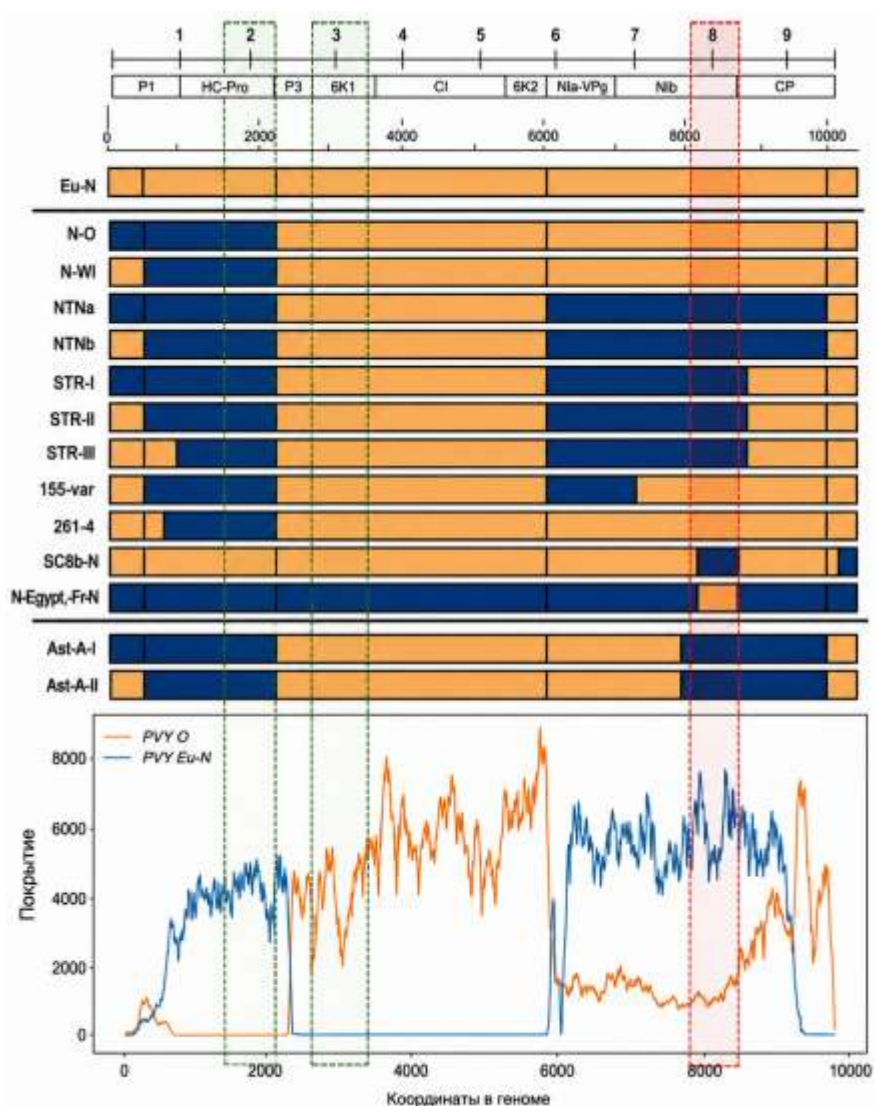 1 2 3 4 5 6 7 8 9
P1 HC-Pro P3 6K1 CI 6K2 NIa-VPg NIb CP
0 2000 4000 6000 8000 10000
Eu-N
N-O
N-WI
NTNa
NTNb
STR-I
STR-II
STR-III
155-var
261-4
SC8b-N
N-Egypt,-Fr-N
Ast-A-I
Ast-A-II
PVY O
PVY Eu-N
8000
6000
4000
2000
0
Покрытие
0 2000 4000 6000 8000 10000
Координаты в геноме